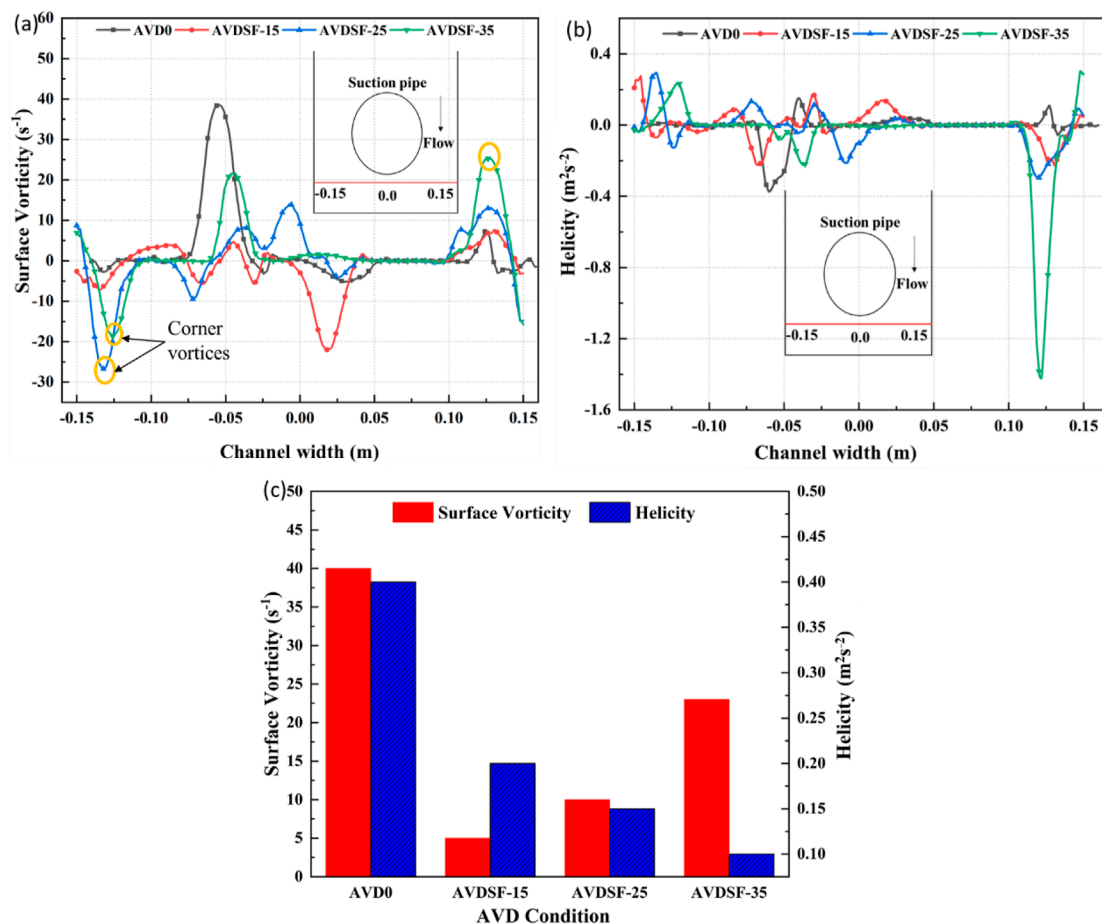 (a)
AVD0 AVDSF-15 AVDSF-25 AVDSF-35
Surface Vorticity (s-1)
60
50
40
30
20
10
0
-10
-20
-30
Suction pipe
Flow
-0.15 0.0 0.15
Corner
vortices
-0.15 -0.10 -0.05 0.00 0.05 0.10 0.15
Channel width (m)
(b)
AVD0 AVDSF-15 AVDSF-25 AVDSF-35
Helicity (m2s-2)
0.4
0.0
-0.4
-0.8
-1.2
-1.6
Suction pipe
Flow
-0.15 0.0 0.15
-0.15 -0.10 -0.05 0.00 0.05 0.10 0.15
Channel width (m)
(c)
Surface Vorticity Helicity
Surface Vorticity (s-1)
50
45
40
35
30
25
20
15
10
5
0
0.50
0.45
0.40
0.35
0.30
0.25
0.20
0.15
0.10
Helicity (m2s-2)
AVD0 AVDSF-15 AVDSF-25 AVDSF-35
AVD Condition